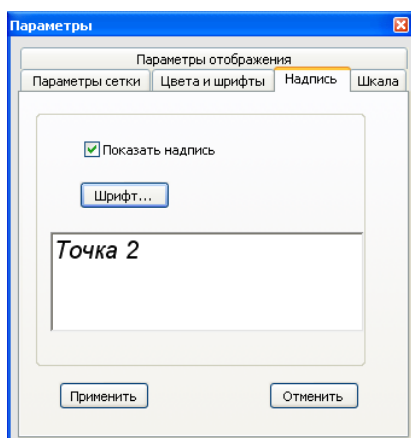 Параметры
Параметры отображения
Параметры сетки Цвета и шрифты Надпись Шкала
Показать надпись
Шрифт...
Точка 2
Применить Отменить